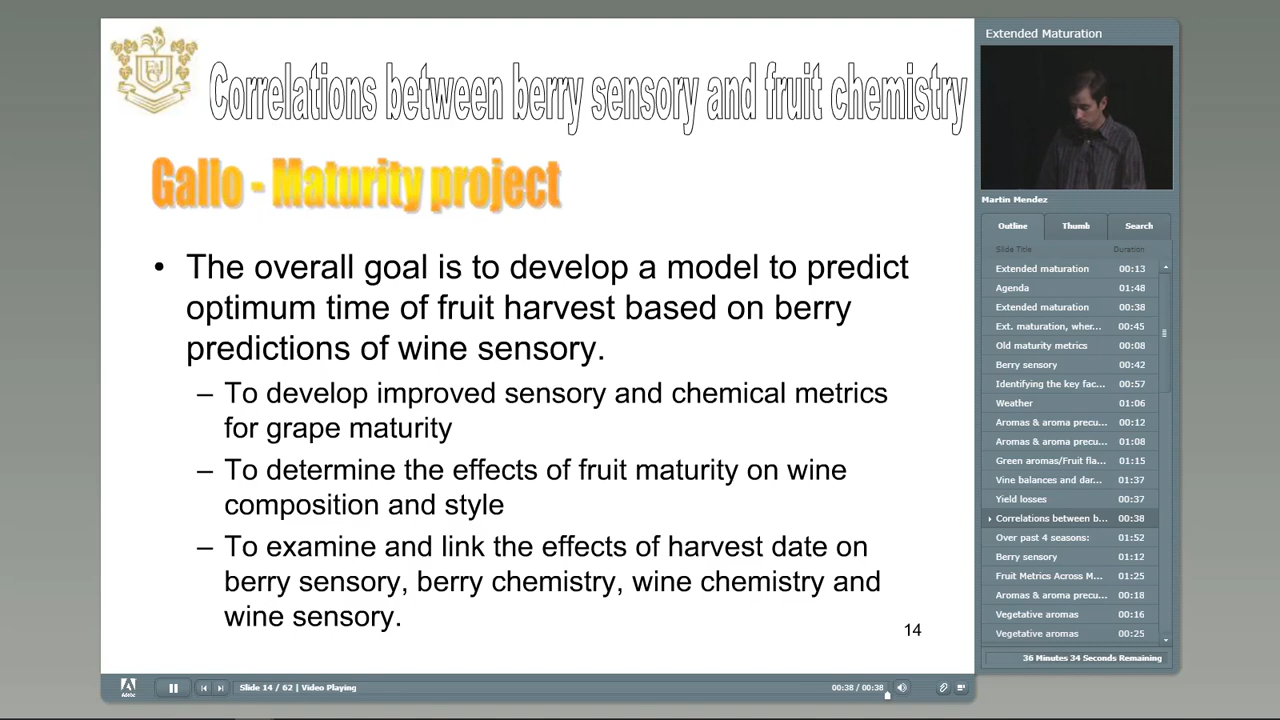 Correlations between berry sensory and fruit chemistry
Gallo - Maturity project
• The overall goal is to develop a model to predict
optimum time of fruit harvest based on berry
predictions of wine sensory.
– To develop improved sensory and chemical metrics
for grape maturity
– To determine the effects of fruit maturity on wine
composition and style
– To examine and link the effects of harvest date on
berry sensory, berry chemistry, wine chemistry and
wine sensory.
14
Extended Maturation
Martin Mendez
Outline Thumb Search
Slide Title Duration
Extended maturation 00:13
Agenda 01:48
Extended maturation 00:38
Ext. maturation, wher... 00:45
Old maturity metrics 00:08
Berry sensory 00:42
Identifying the key fac... 00:57
Weather 01:06
Aromas & aroma precu... 00:12
Aromas & aroma precu... 01:08
Green aromas/Fruit fla... 01:15
Vine balances and dar... 01:37
Yield losses 00:37
Correlations between b... 00:38
Over past 4 seasons: 01:52
Berry sensory 01:12
Fruit Metrics Across M... 01:25
Aromas & aroma precu... 00:18
Vegetative aromas 00:16
Vegetative aromas 00:25
36 Minutes 34 Seconds Remaining
Adobe
Slide 14 / 62 | Video Playing
00:38 / 00:38